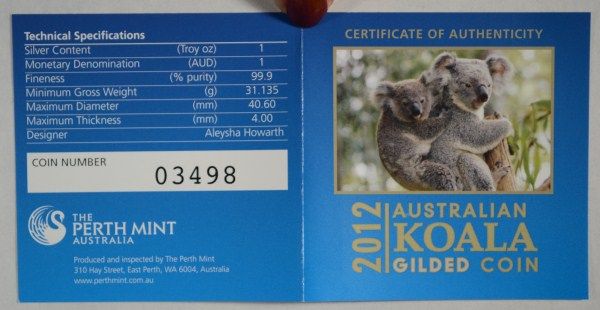 Technical Specifications
Silver Content (Troy oz) 1
Monetary Denomination (AUD) 1
Fineness (% purity) 99.9
Minimum Gross Weight (g) 31.135
Maximum Diameter (mm) 40.60
Maximum Thickness (mm) 4.00
Designer Aleysha Howarth
COIN NUMBER
03498
THE
PERTH MINT
AUSTRALIA
Produced and inspected by The Perth Mint
310 Hay Street, East Perth, WA 6004, Australia
www.perthmint.com.au
CERTIFICATE OF AUTHENTICITY
2012
AUSTRALIAN
KOALA
GILDED COIN